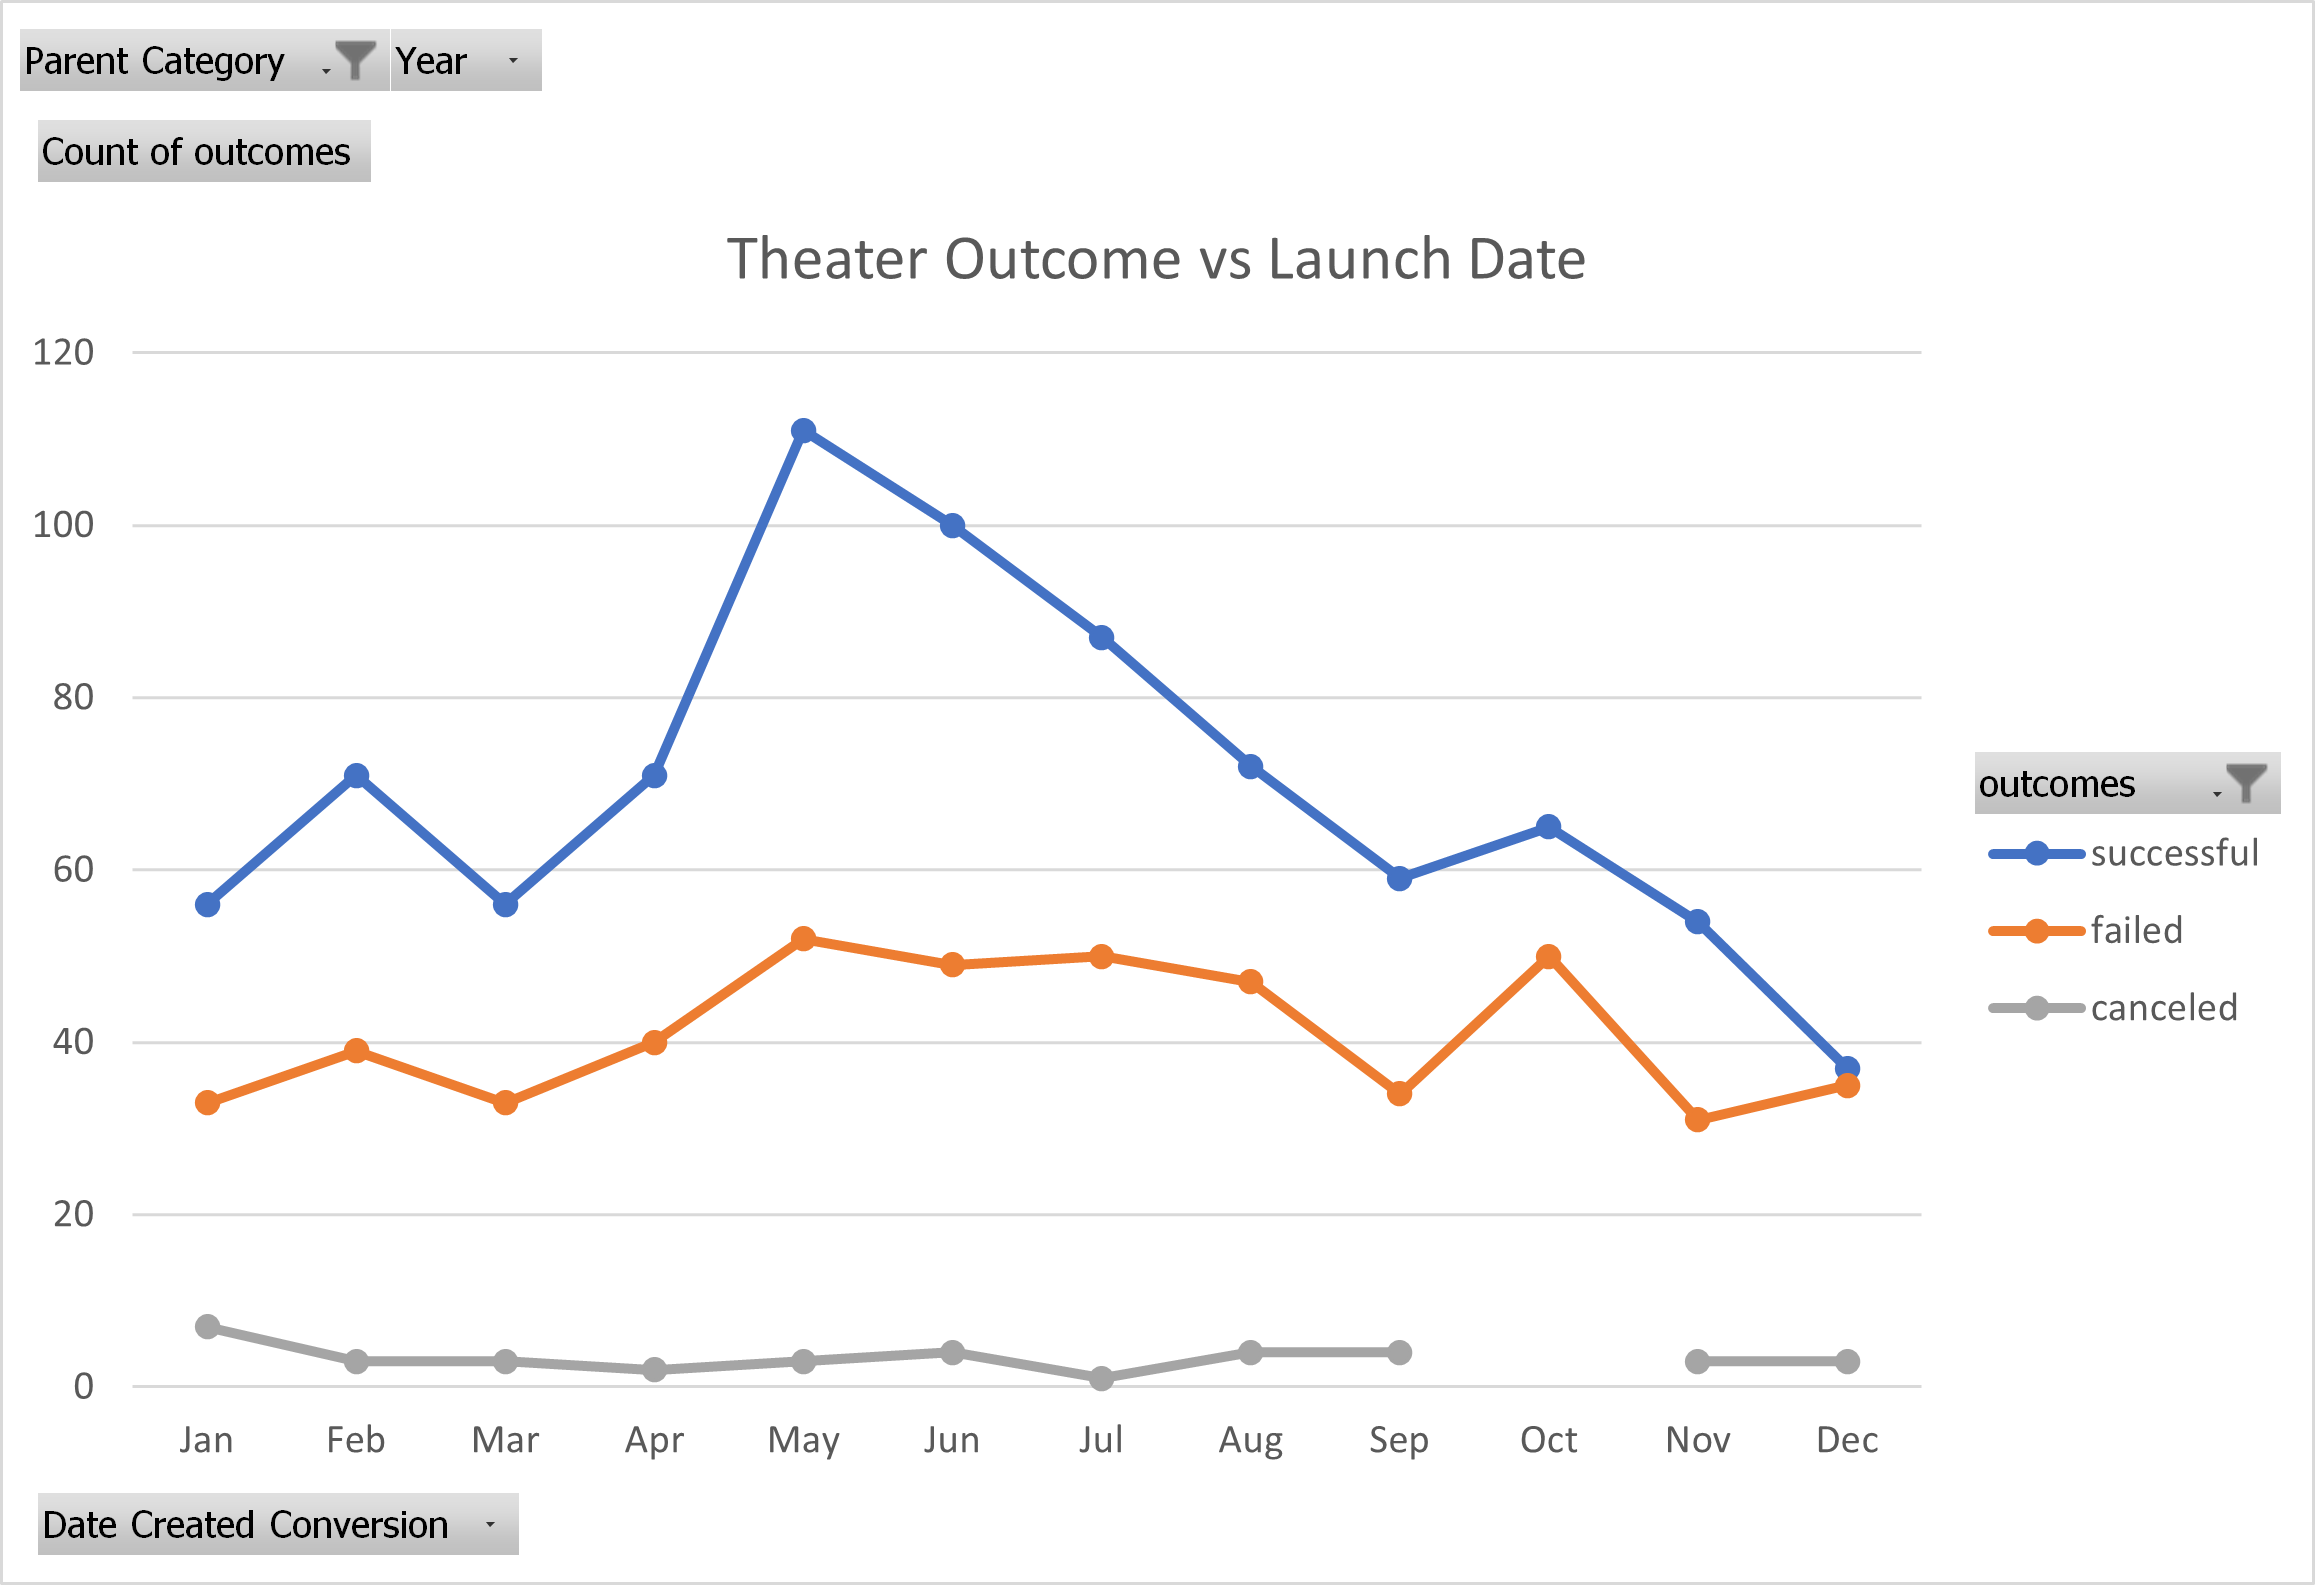 Parent Category Year
Count of outcomes
Theater Outcome vs Launch Date
120
100
80
60
40
20
0
Jan Feb Mar Apr May Jun Jul Aug Sep Oct Nov Dec
outcomes
successful
failed
canceled
Date Created Conversion